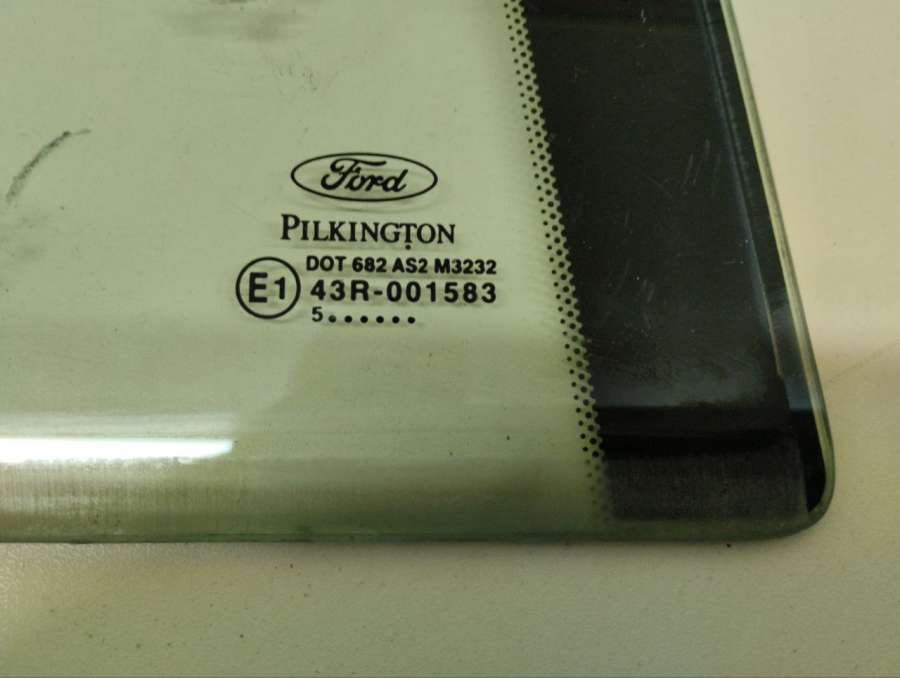 Ford
PILKINGTON
DOT 682 AS2 M3232
E1 43R-001583
5••••••